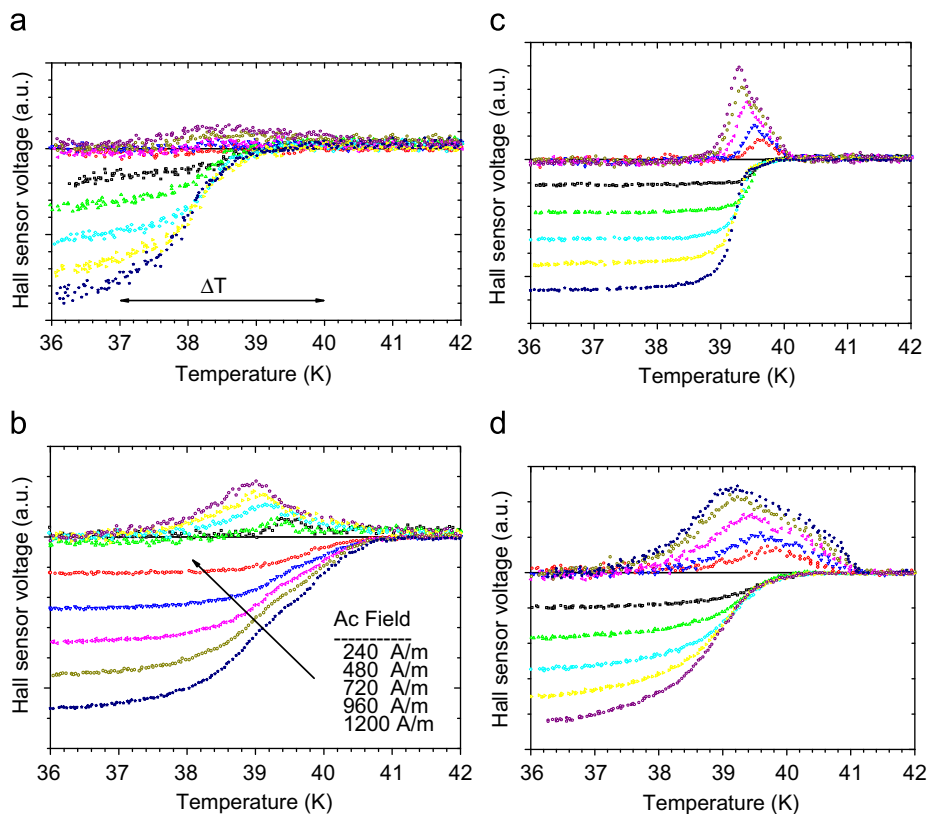 a
Hall sensor voltage (a.u.)
ΔT
36 37 38 39 40 41 42
Temperature (K)
c
Hall sensor voltage (a.u.)
36 37 38 39 40 41 42
Temperature (K)
b
Hall sensor voltage (a.u.)
Ac Field
-----------
240 A/m
480 A/m
720 A/m
960 A/m
1200 A/m
36 37 38 39 40 41 42
Temperature (K)
d
Hall sensor voltage (a.u.)
36 37 38 39 40 41 42
Temperature (K)